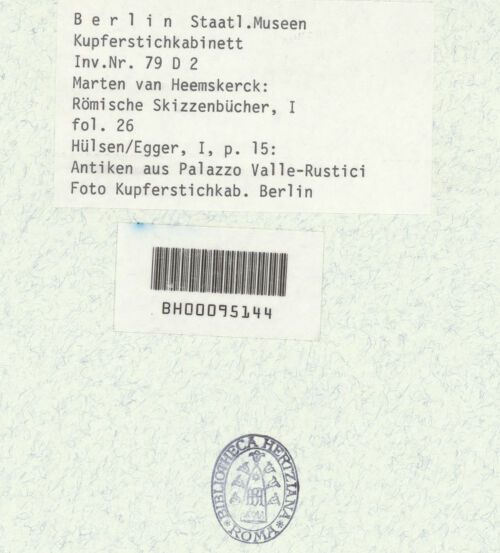 Berlin Staatl.Museen
Kupferstichkabinett
Inv.Nr. 79 D 2
Marten van Heemskerck:
Römische Skizzenbücher, I
fol. 26
Hülsen/Egger, I, p. 15:
Antiken aus Palazzo Valle-Rustici
Foto Kupferstichkab. Berlin
BH00095144
BIBLIOTHECA HERTZIANA
ROMA